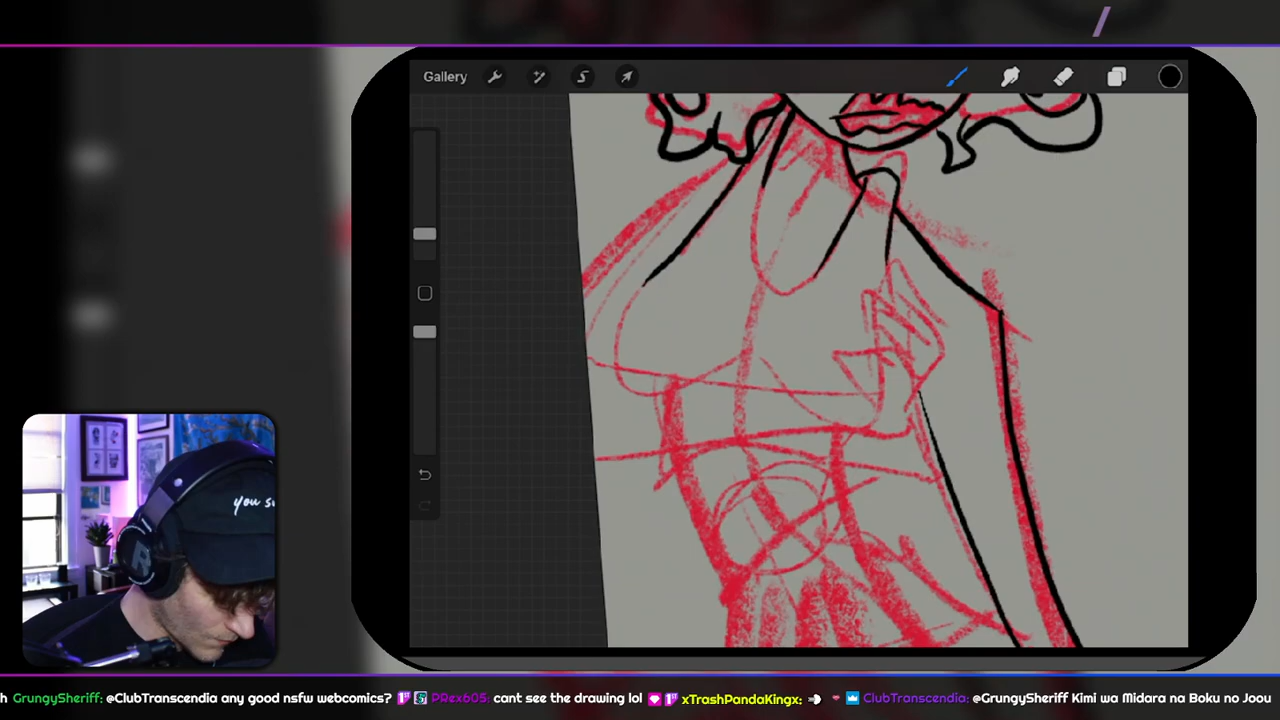 Gallery
you s
h GrungySheriff: @ClubTranscendia any good nsfw webcomics? PRex605: cant see the drawing lol xTrashPandaKingx: ClubTranscendia: @GrungySheriff Kimi wa Midara na Boku no Joou